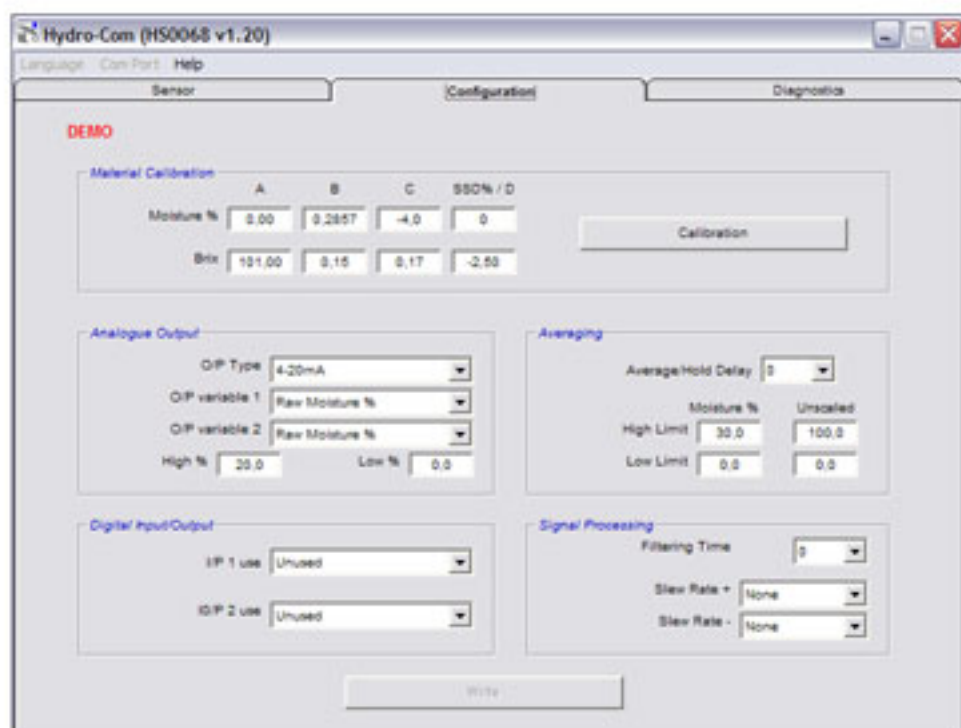 Hydro-Com (HS0068 v1.20)
Language Com Port Help
Sensor Configuration Diagnostics
DEMO
Material Calibration
A B C SSD% / D
Moisture % 0,00 0,2857 -4,0 0
Calibration
Brix 101,00 0,15 0,17 -2,50
Analogue Output
O/P Type 4-20mA
O/P variable 1 Raw Moisture %
O/P variable 2 Raw Moisture %
High % 20,0 Low % 0,0
Averaging
Average/Hold Delay 0
Moisture % Unscaled
High Limit 30,0 100,0
Low Limit 0,0 0,0
Digital Input/Output
I/P 1 use Unused
IO/P 2 use Unused
Signal Processing
Filtering Time 0
Slew Rate + None
Slew Rate - None
Write